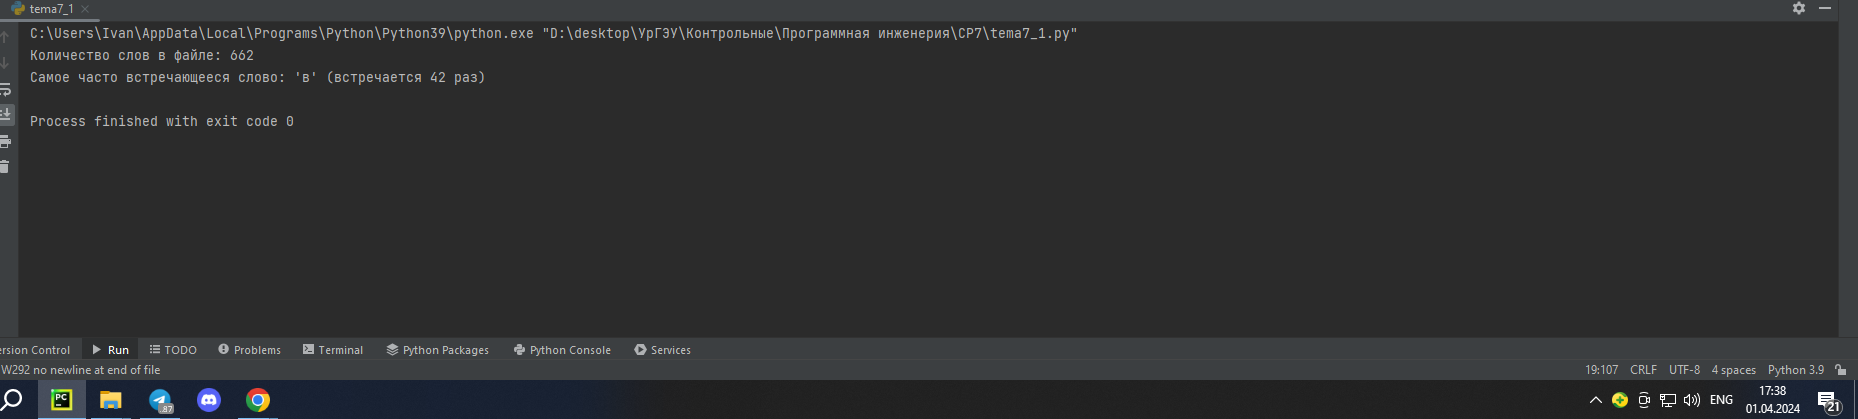 tema7_1
C:\Users\Ivan\AppData\Local\Programs\Python\Python39\python.exe "D:\desktop\УрГЭУ\Контрольные\Программная инженерия\СР7\tema7_1.py"
Количество слов в файле: 662
Самое часто встречающееся слово: 'в' (встречается 42 раз)
Process finished with exit code 0
ersion Control Run TODO Problems Terminal Python Packages Python Console Services
W292 no newline at end of file 19:107 CRLF UTF-8 4 spaces Python 3.9
PC .87 ENG 17:38
01.04.2024 21